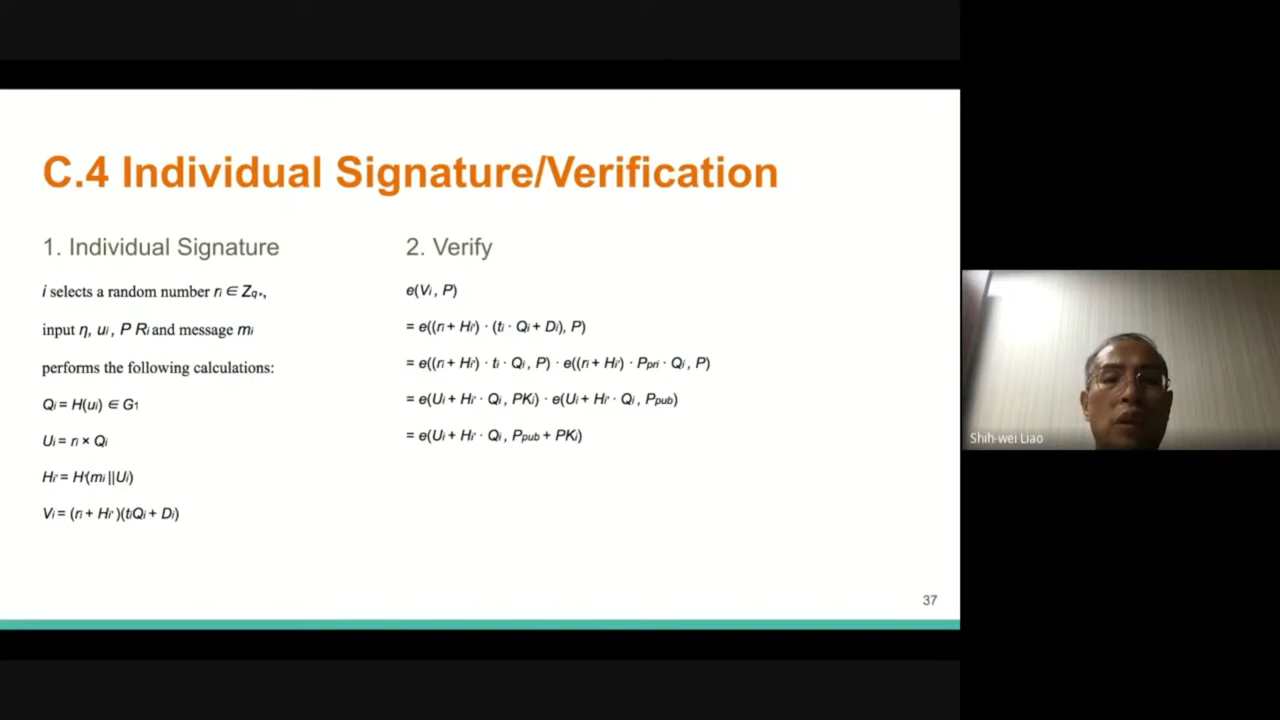 C.4 Individual Signature/Verification
1. Individual Signature
i selects a random number rᵢ ∈ Z_q*,
input η, uᵢ, P Rᵢ and message mᵢ
performs the following calculations:
Qᵢ = H(uᵢ) ∈ G₁
Uᵢ = rᵢ × Qᵢ
Hᵢ' = H'(mᵢ ||Uᵢ)
Vᵢ = (rᵢ + Hᵢ')(tᵢQᵢ + Dᵢ)
2. Verify
e(Vᵢ, P)
= e((rᵢ + Hᵢ') · (tᵢ · Qᵢ + Dᵢ), P)
= e((rᵢ + Hᵢ') · tᵢ · Qᵢ, P) · e((rᵢ + Hᵢ') · Ppri · Qᵢ, P)
= e(Uᵢ + Hᵢ' · Qᵢ, PKᵢ) · e(Uᵢ + Hᵢ' · Qᵢ, Ppub)
= e(Uᵢ + Hᵢ' · Qᵢ, Ppub + PKᵢ)
37
Shih-wei Liao